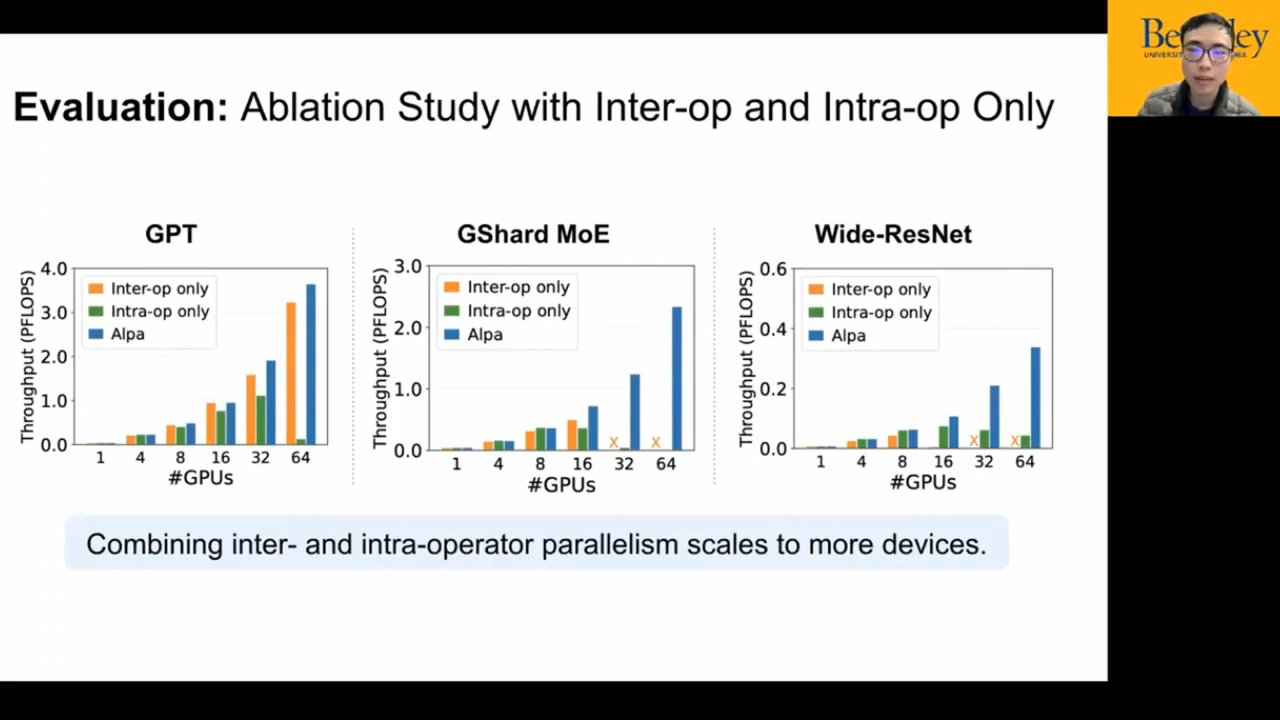 Evaluation: Ablation Study with Inter-op and Intra-op Only
GPT
4.0
3.0
2.0
1.0
0.0
Throughput (PFLOPS)
Inter-op only
Intra-op only
Alpa
1 4 8 16 32 64
#GPUs
GShard MoE
3.0
2.0
1.0
0.0
Throughput (PFLOPS)
Inter-op only
Intra-op only
Alpa
X X
1 4 8 16 32 64
#GPUs
Wide-ResNet
0.6
0.4
0.2
0.0
Throughput (PFLOPS)
Inter-op only
Intra-op only
Alpa
X X
1 4 8 16 32 64
#GPUs
Combining inter- and intra-operator parallelism scales to more devices.